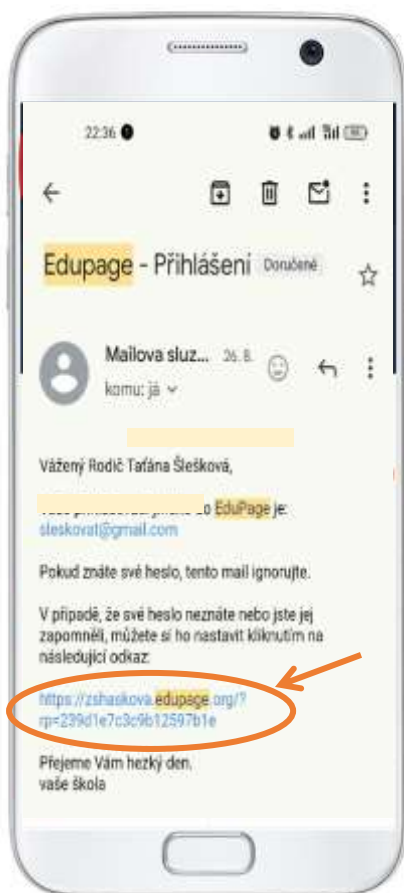 22:36
Edupage - Přihlášení Doručené
Mailova sluz... 26. 8.
komu: já
Vážený Rodič Taťána Šlešková,
EduPage je:
sleskovat@gmail.com
Pokud znáte své heslo, tento mail ignorujte.
V případě, že své heslo neznáte nebo jste jej
zapomněli, můžete si ho nastavit kliknutím na
následující odkaz:
https://zshaskova.edupage.org/?
rp=239d1e7c3c9b12597b1e
Přejeme Vám hezký den.
vaše škola